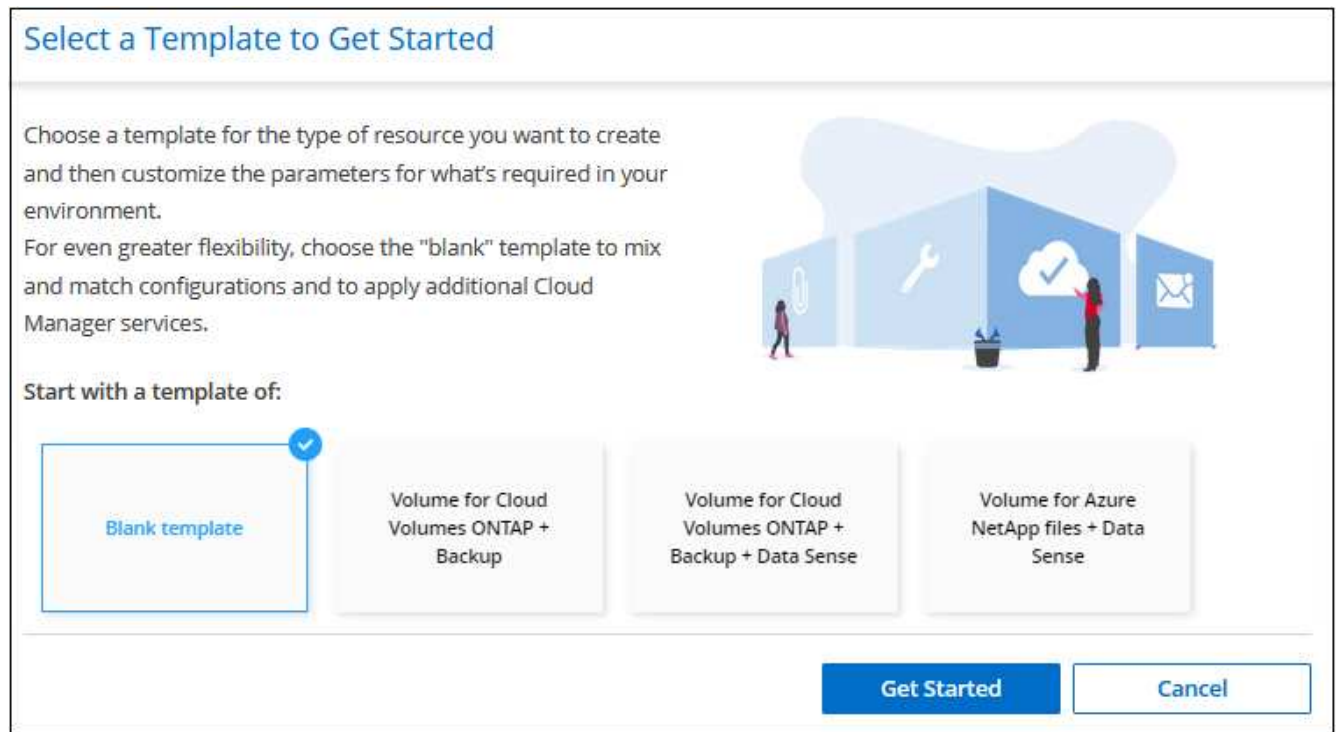 Select a Template to Get Started
Choose a template for the type of resource you want to create
and then customize the parameters for what's required in your
environment.
For even greater flexibility, choose the "blank" template to mix
and match configurations and to apply additional Cloud
Manager services.
Start with a template of:
Blank template
Volume for Cloud
Volumes ONTAP +
Backup
Volume for Cloud
Volumes ONTAP +
Backup + Data Sense
Volume for Azure
NetApp files + Data
Sense
Get Started
Cancel